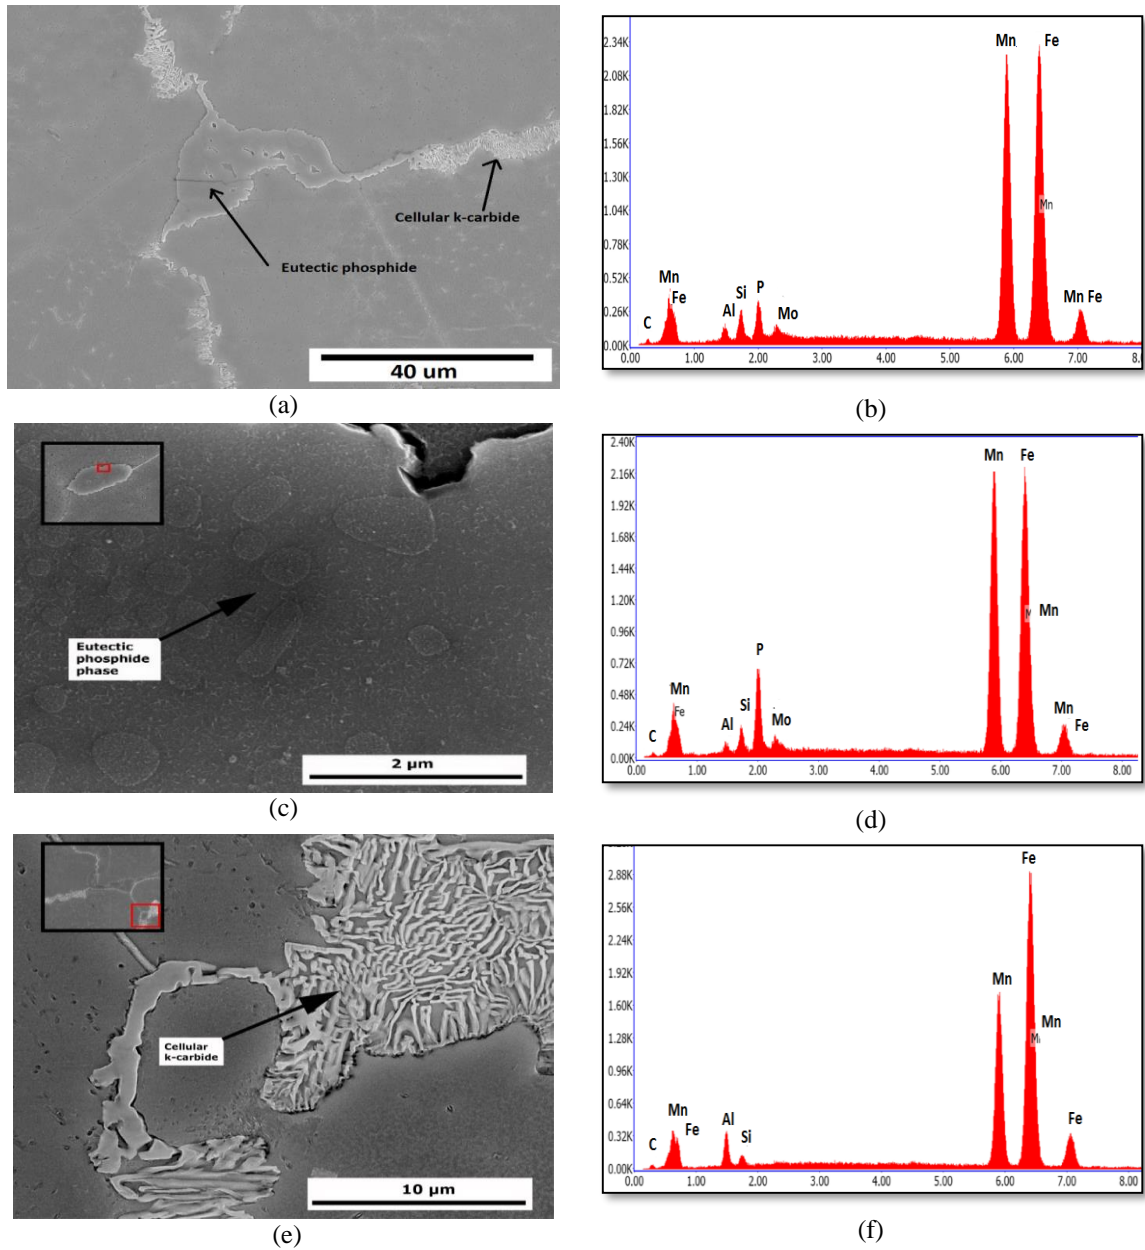 Cellular k-carbide
Eutectic phosphide
40 um
(a)
2.34K
2.08K
1.82K
1.56K
1.30K
1.04K
0.78K
0.52K
0.26K
0.00K
Mn Fe
Mn
Mn
Fe
C
Al
Si
P
Mo
Mn Fe
0.00 1.00 2.00 3.00 4.00 5.00 6.00 7.00
(b)
Eutectic
phosphide
phase
2 µm
(c)
2.40K
2.16K
1.92K
1.68K
1.44K
1.20K
0.96K
0.72K
0.48K
0.24K
0.00K
Mn Fe
Mn
P
Mn
Fe
C
Al
Si
Mo
Mn
Fe
0.00 1.00 2.00 3.00 4.00 5.00 6.00 7.00 8.00
(d)
Cellular
k-carbide
10 µm
(e)
2.88K
2.56K
2.24K
1.92K
1.60K
1.28K
0.96K
0.64K
0.32K
0.00K
Fe
Mn
Mn
Mn
Fe
C
Al
Si
Fe
0.00 1.00 2.00 3.00 4.00 5.00 6.00 7.00 8.00
(f)